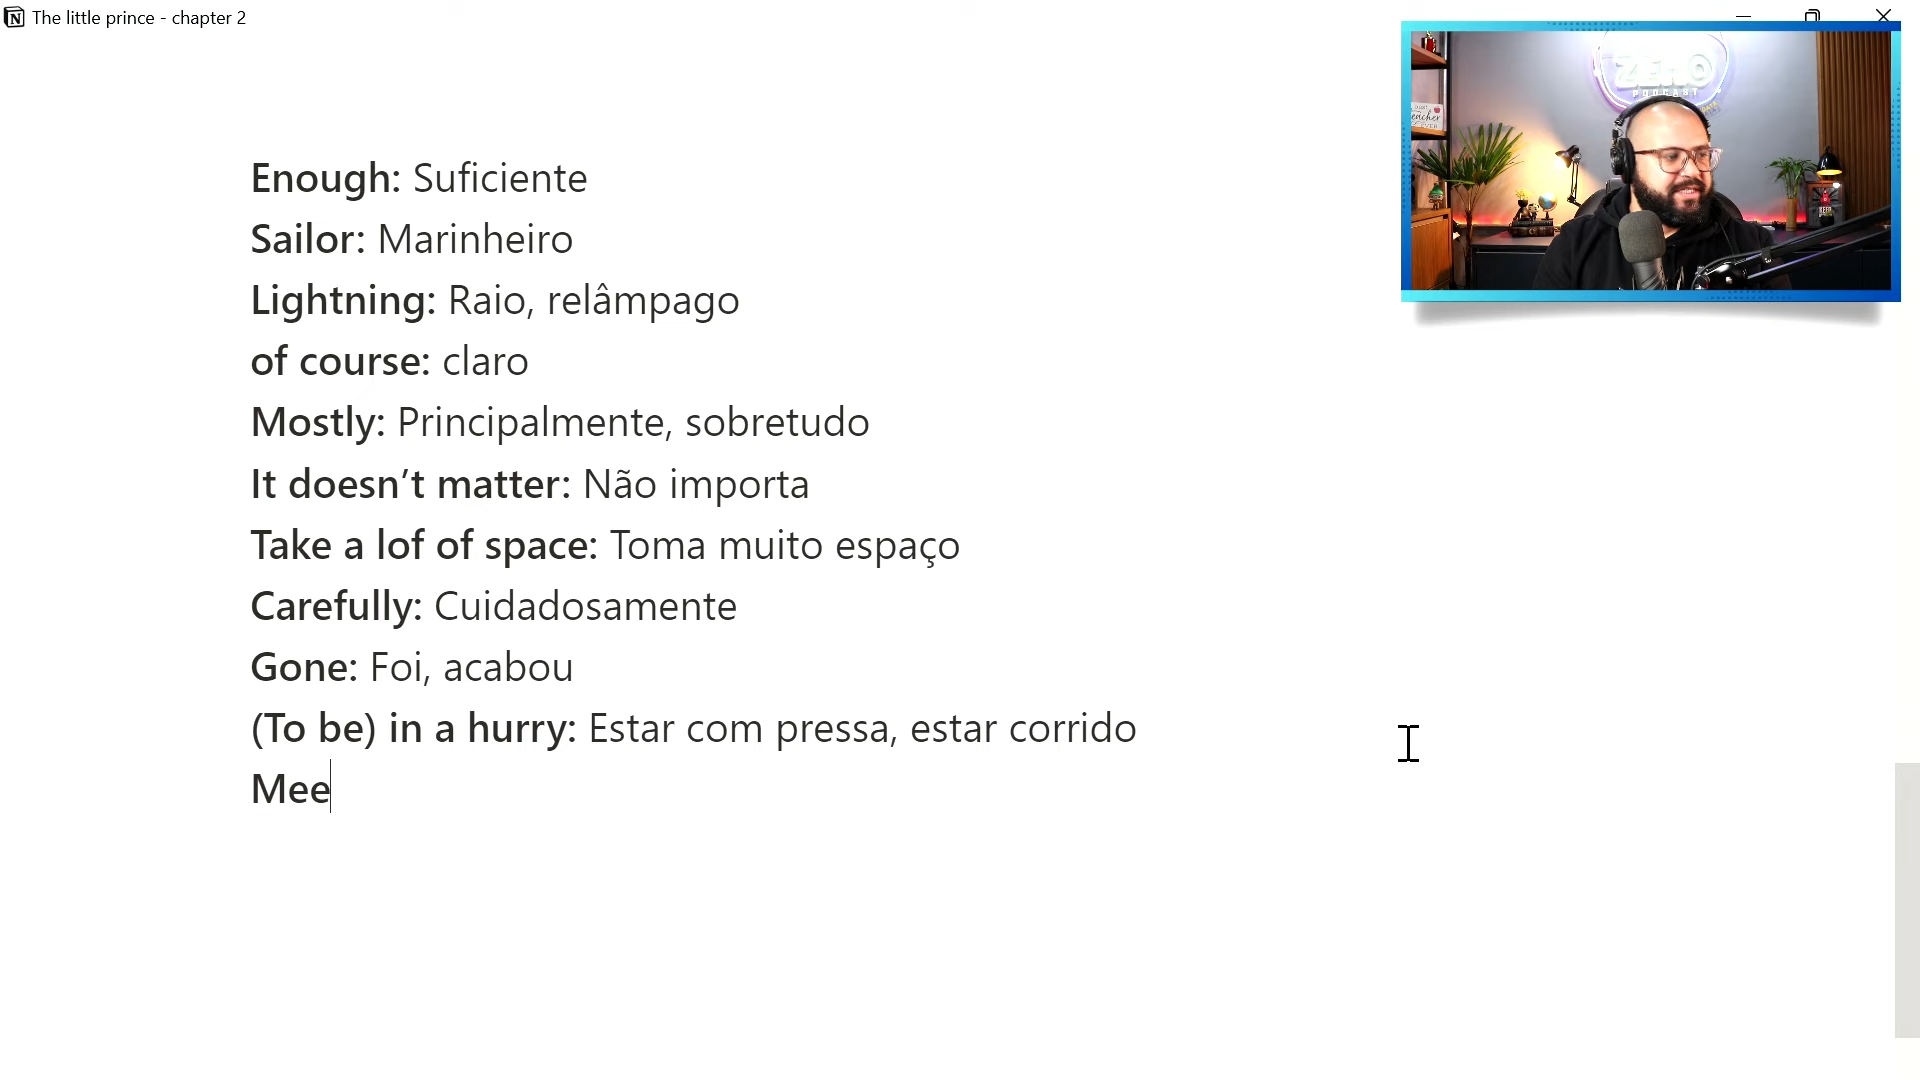 The little prince - chapter 2
ZERO
PODCAST
Enough: Suficiente
Sailor: Marinheiro
Lightning: Raio, relâmpago
of course: claro
Mostly: Principalmente, sobretudo
It doesn’t matter: Não importa
Take a lof of space: Toma muito espaço
Carefully: Cuidadosamente
Gone: Foi, acabou
(To be) in a hurry: Estar com pressa, estar corrido
Mee